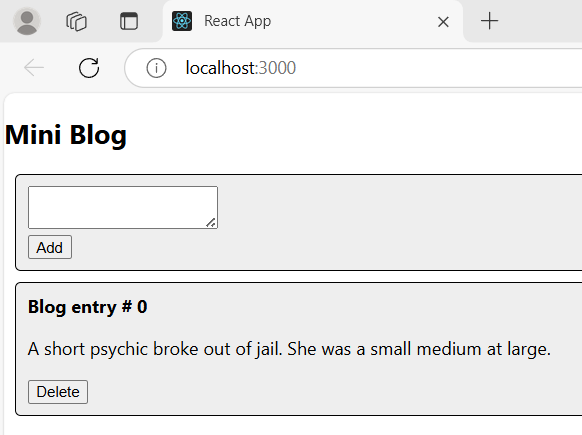 React App
localhost:3000
Mini Blog
Add
Blog entry # 0
A short psychic broke out of jail. She was a small medium at large.
Delete